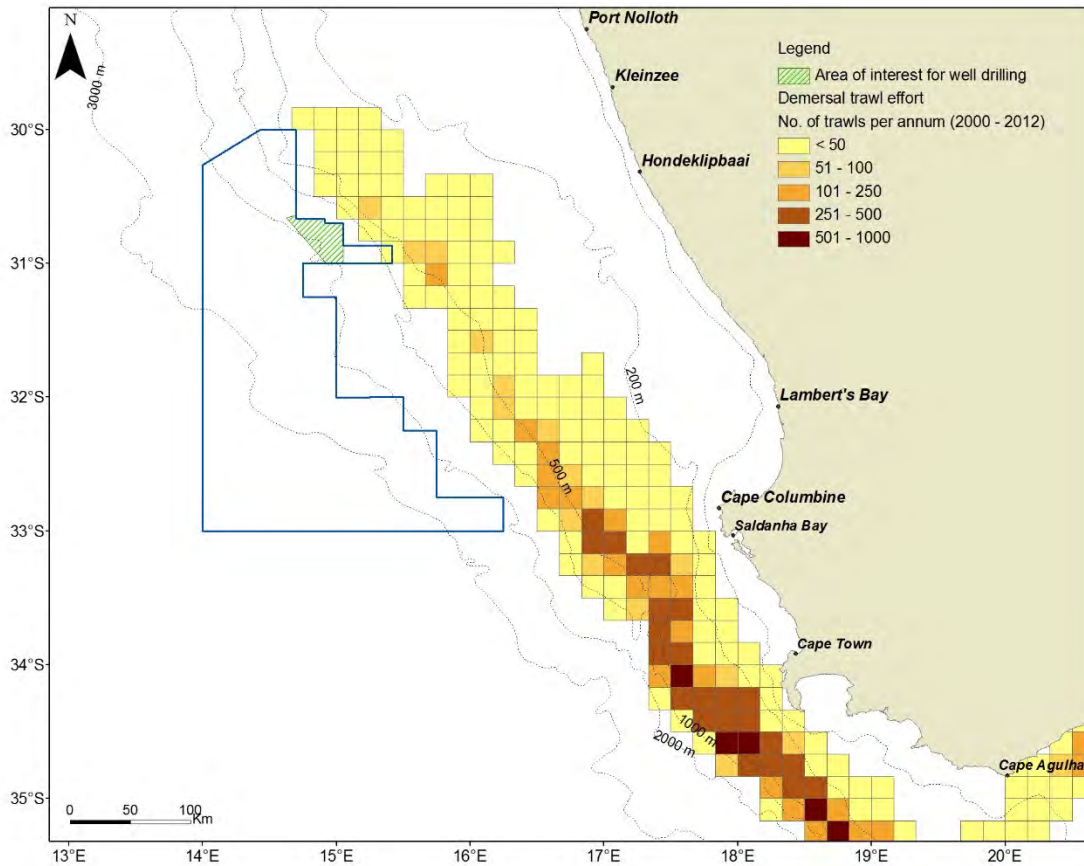 N
3000 m
Port Nolloth
Kleinzee
Hondeklipbaai
Legend
Area of interest for well drilling
Demersal trawl effort
No. of trawls per annum (2000 - 2012)
< 50
51 - 100
101 - 250
251 - 500
501 - 1000
30°S
31°S
32°S
33°S
34°S
35°S
200 m
Lambert's Bay
500 m
Cape Columbine
Saldanha Bay
Cape Town
1000 m
2000 m
Cape Agulha
0 50 100
Km
13°E 14°E 15°E 16°E 17°E 18°E 19°E 20°E